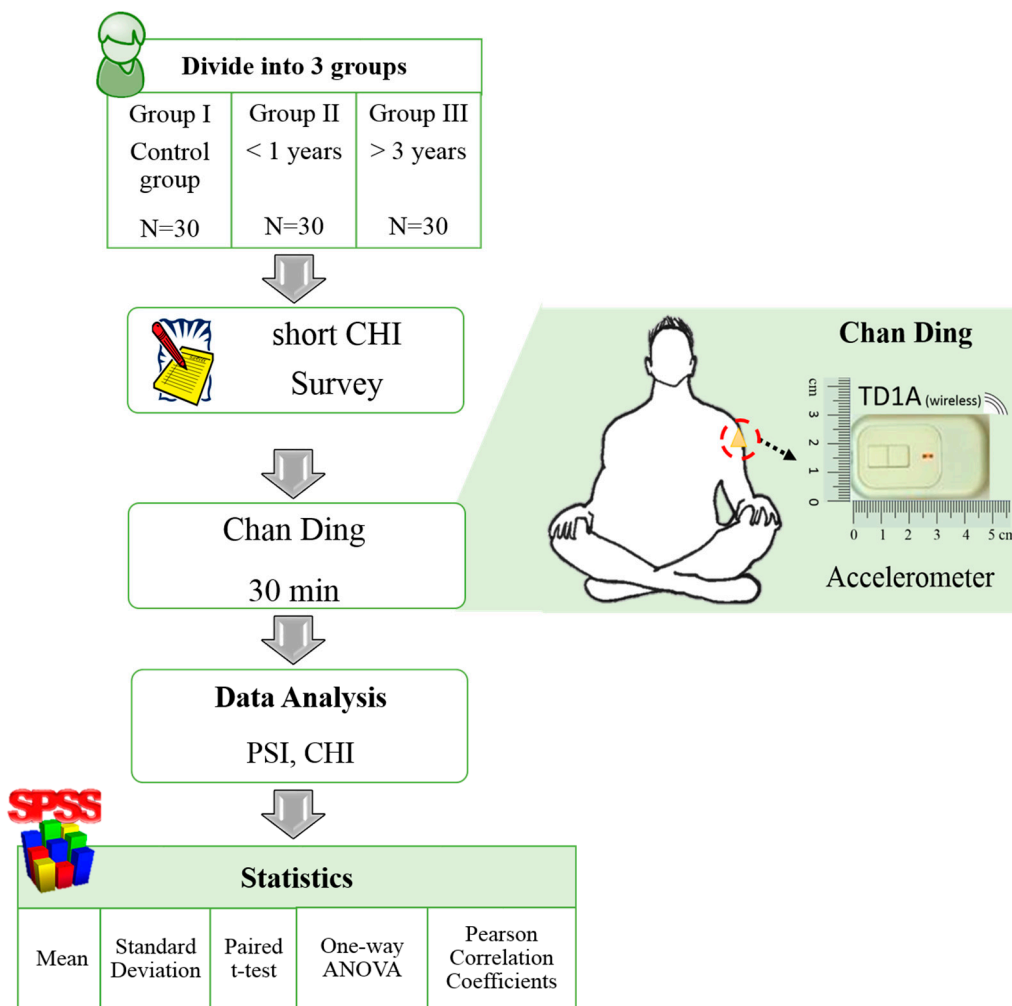 Divide into 3 groups
Group I
Control
group
N=30
Group II
< 1 years
N=30
Group III
> 3 years
N=30
short CHI
Survey
Chan Ding
30 min
Chan Ding
TD1A (wireless)
cm
3
2
1
0
0 1 2 3 4 5 cm
Accelerometer
Data Analysis
PSI, CHI
SPSS
Statistics
Mean
Standard
Deviation
Paired
t-test
One-way
ANOVA
Pearson
Correlation
Coefficients